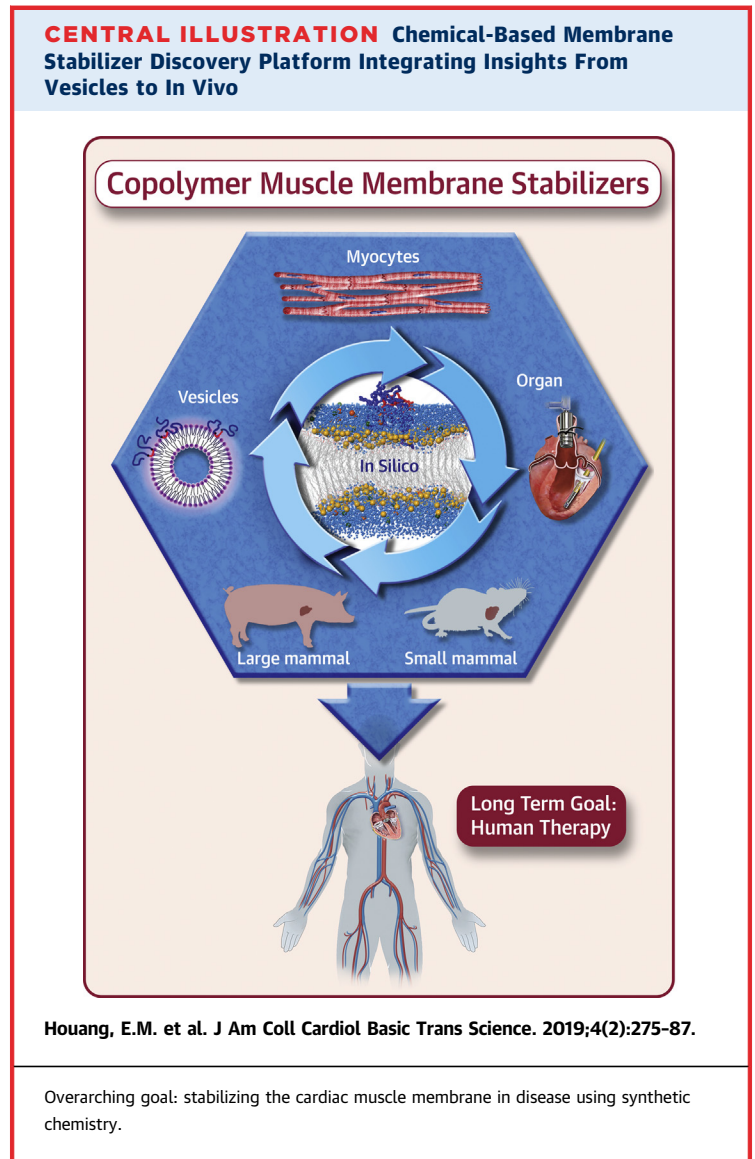 CENTRAL ILLUSTRATION Chemical-Based Membrane
Stabilizer Discovery Platform Integrating Insights From
Vesicles to In Vivo
Copolymer Muscle Membrane Stabilizers
Myocytes
Vesicles
Organ
In Silico
Large mammal
Small mammal
Long Term Goal:
Human Therapy
Houang, E.M. et al. J Am Coll Cardiol Basic Trans Science. 2019;4(2):275–87.
Overarching goal: stabilizing the cardiac muscle membrane in disease using synthetic
chemistry.